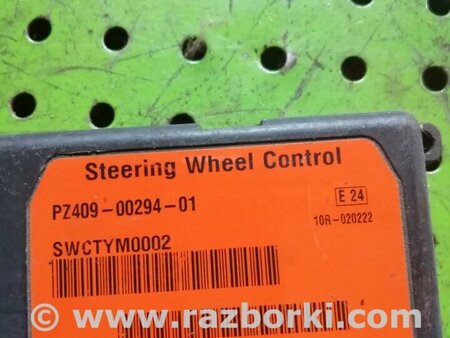 Steering Wheel Control
PZ409-00294-01
E 24
10R-020222
SWCTYM0002
© www.razborki.com